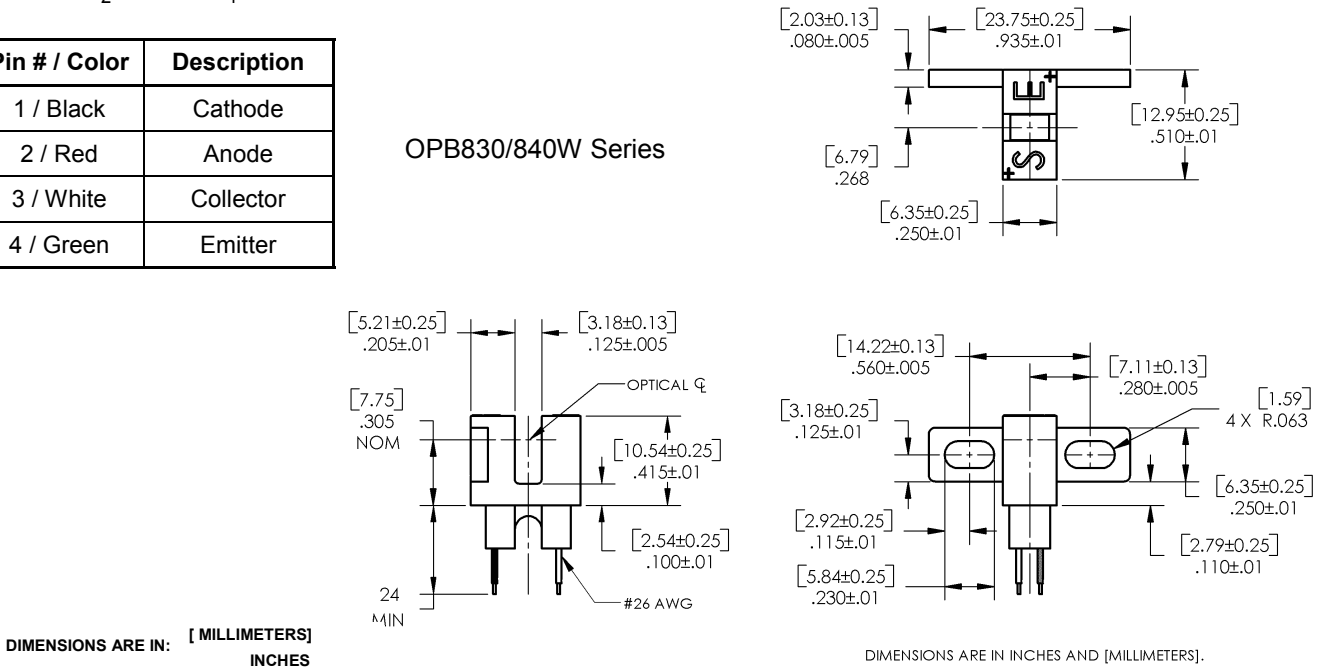 Pin # / Color Description
1 / Black Cathode
2 / Red Anode
3 / White Collector
4 / Green Emitter
OPB830/840W Series
[2.03±0.13]
.080±.005
[23.75±0.25]
.935±.01
E
[12.95±0.25]
.510±.01
[6.79]
.268
S
[6.35±0.25]
.250±.01
[5.21±0.25]
.205±.01
[3.18±0.13]
.125±.005
OPTICAL ℄
[7.75]
.305
NOM
[10.54±0.25]
.415±.01
[2.54±0.25]
.100±.01
24
MIN
#26 AWG
[14.22±0.13]
.560±.005
[7.11±0.13]
.280±.005
[1.59]
4 X R.063
[3.18±0.25]
.125±.01
[6.35±0.25]
.250±.01
[2.92±0.25]
.115±.01
[2.79±0.25]
.110±.01
[5.84±0.25]
.230±.01
DIMENSIONS ARE IN: [ MILLIMETERS]
INCHES
DIMENSIONS ARE IN INCHES AND [MILLIMETERS].